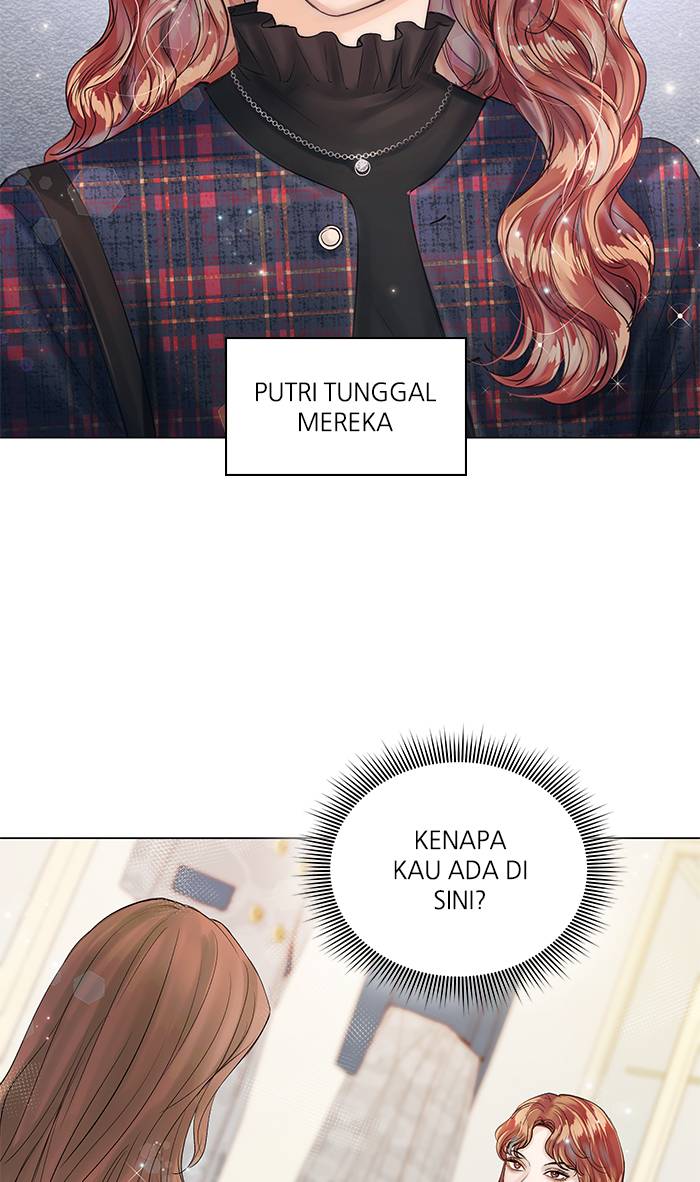 PUTRI TUNGGAL
MEREKA
KENAPA
KAU ADA DI
SINI?